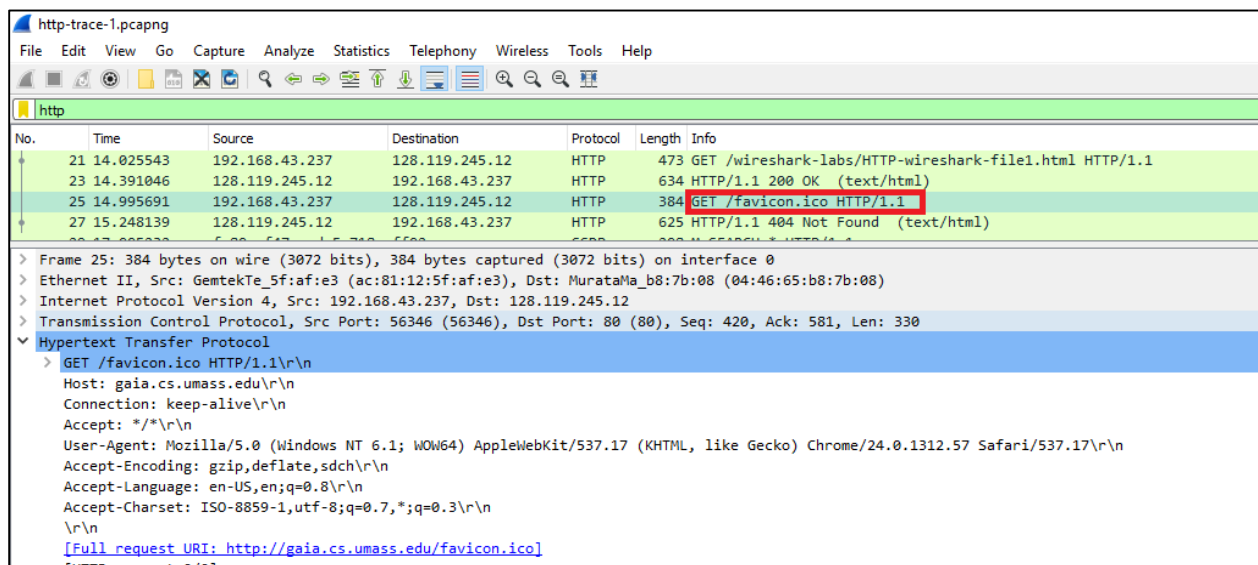 http-trace-1.pcapng
File Edit View Go Capture Analyze Statistics Telephony Wireless Tools Help
http
No. Time Source Destination Protocol Length Info
21 14.025543 192.168.43.237 128.119.245.12 HTTP 473 GET /wireshark-labs/HTTP-wireshark-file1.html HTTP/1.1
23 14.391046 128.119.245.12 192.168.43.237 HTTP 634 HTTP/1.1 200 OK (text/html)
25 14.995691 192.168.43.237 128.119.245.12 HTTP 384 GET /favicon.ico HTTP/1.1
27 15.248139 128.119.245.12 192.168.43.237 HTTP 625 HTTP/1.1 404 Not Found (text/html)
> Frame 25: 384 bytes on wire (3072 bits), 384 bytes captured (3072 bits) on interface 0
> Ethernet II, Src: GemtekTe_5f:af:e3 (ac:81:12:5f:af:e3), Dst: MurataMa_b8:7b:08 (04:46:65:b8:7b:08)
> Internet Protocol Version 4, Src: 192.168.43.237, Dst: 128.119.245.12
> Transmission Control Protocol, Src Port: 56346 (56346), Dst Port: 80 (80), Seq: 420, Ack: 581, Len: 330
Hypertext Transfer Protocol
> GET /favicon.ico HTTP/1.1\r\n
Host: gaia.cs.umass.edu\r\n
Connection: keep-alive\r\n
Accept: */*\r\n
User-Agent: Mozilla/5.0 (Windows NT 6.1; WOW64) AppleWebKit/537.17 (KHTML, like Gecko) Chrome/24.0.1312.57 Safari/537.17\r\n
Accept-Encoding: gzip,deflate,sdch\r\n
Accept-Language: en-US,en;q=0.8\r\n
Accept-Charset: ISO-8859-1,utf-8;q=0.7,*;q=0.3\r\n
\r\n
[Full request URI: http://gaia.cs.umass.edu/favicon.ico]